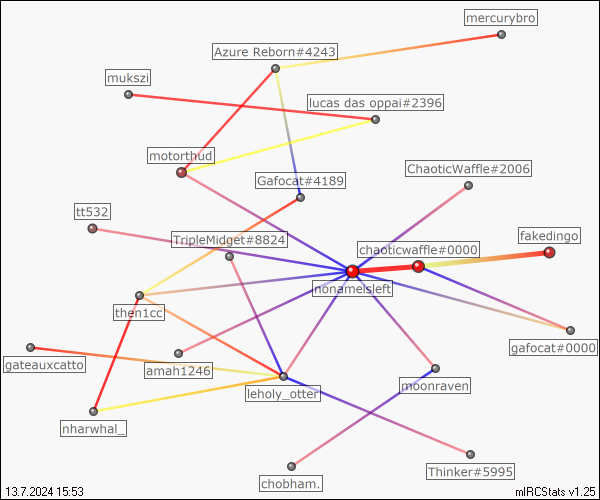 mercurybro
Azure Reborn#4243
mukszi
lucas das oppai#2396
motorthud
ChaoticWaffle#2006
Gafocat#4189
tt532
TripleMidget#8824
fakedingo
chaoticwaffle#0000
nonameisleft
then1cc
gafocat#0000
gateauxcatto
amah1246
moonraven
leholy_otter
nharwhal_
Thinker#5995
chobham.
13.7.2024 15:53
mIRCStats v1.25